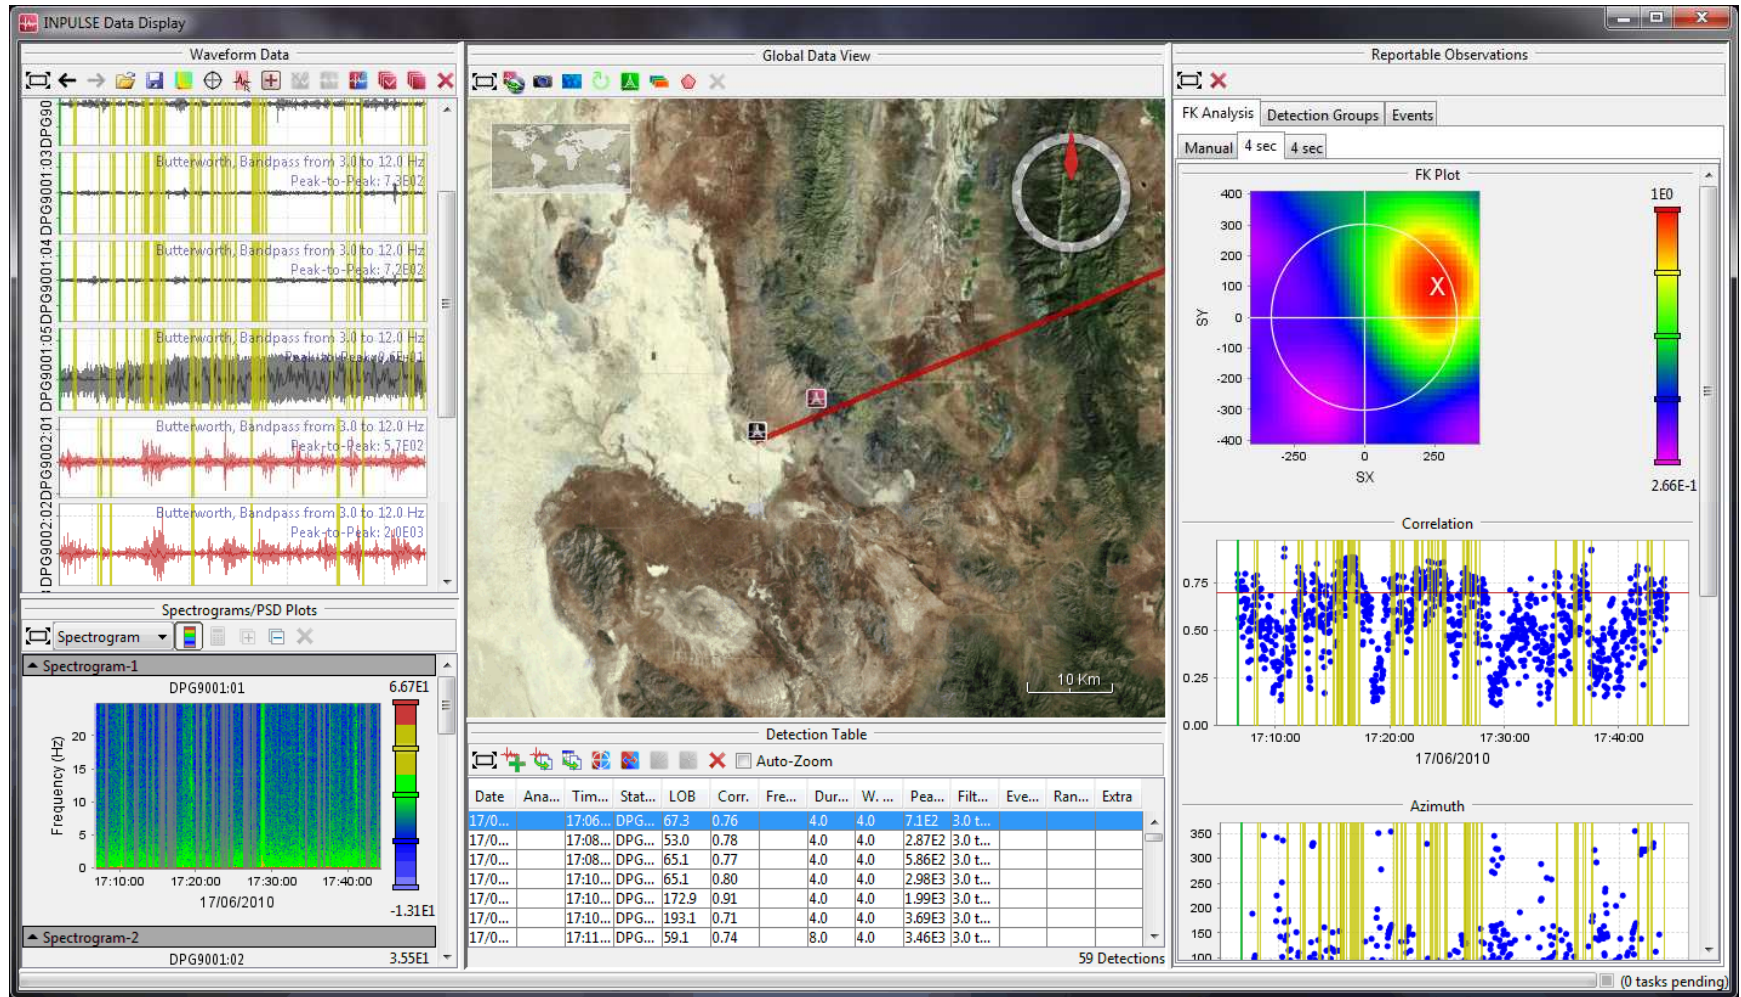 INPULSE Data Display
Waveform Data
DPG90
DPG9001:03
Butterworth, Bandpass from 3.0 to 12.0 Hz
Peak-to-Peak: 7.3E02
DPG9001:04
Butterworth, Bandpass from 3.0 to 12.0 Hz
Peak-to-Peak: 7.2E02
DPG9001:05
Butterworth, Bandpass from 3.0 to 12.0 Hz
DPG9002:01
Butterworth, Bandpass from 3.0 to 12.0 Hz
Peak-to-Peak: 5.7E02
DPG9002:02
Butterworth, Bandpass from 3.0 to 12.0 Hz
Peak-to-Peak: 2.0E03
Spectrograms/PSD Plots
Spectrogram
Spectrogram-1
DPG9001:01
6.67E1
Frequency (Hz)
20
15
10
5
0
17:10:00 17:20:00 17:30:00 17:40:00
17/06/2010
-1.31E1
Spectrogram-2
DPG9001:02
3.55E1
Global Data View
10 Km
Detection Table
Auto-Zoom
Date Ana... Tim... Stat... LOB Corr. Fre... Dur... W. ... Pea... Filt... Eve... Ran... Extra
17/0... 17:06... DPG... 67.3 0.76 4.0 4.0 7.1E2 3.0 t...
17/0... 17:08... DPG... 53.0 0.78 4.0 4.0 2.87E2 3.0 t...
17/0... 17:08... DPG... 65.1 0.77 4.0 4.0 5.86E2 3.0 t...
17/0... 17:10... DPG... 65.1 0.80 4.0 4.0 2.98E3 3.0 t...
17/0... 17:10... DPG... 172.9 0.91 4.0 4.0 1.99E3 3.0 t...
17/0... 17:10... DPG... 193.1 0.71 4.0 4.0 3.69E3 3.0 t...
17/0... 17:11... DPG... 59.1 0.74 8.0 4.0 3.46E3 3.0 t...
59 Detections
Reportable Observations
FK Analysis Detection Groups Events
Manual 4 sec 4 sec
FK Plot
400
300
200
100
0
-100
-200
-300
-400
SY
X
-250 0 250
SX
1E0
2.66E-1
Correlation
0.75
0.50
0.25
0.00
17:10:00 17:20:00 17:30:00 17:40:00
17/06/2010
Azimuth
350
300
250
200
150
100
(0 tasks pending)